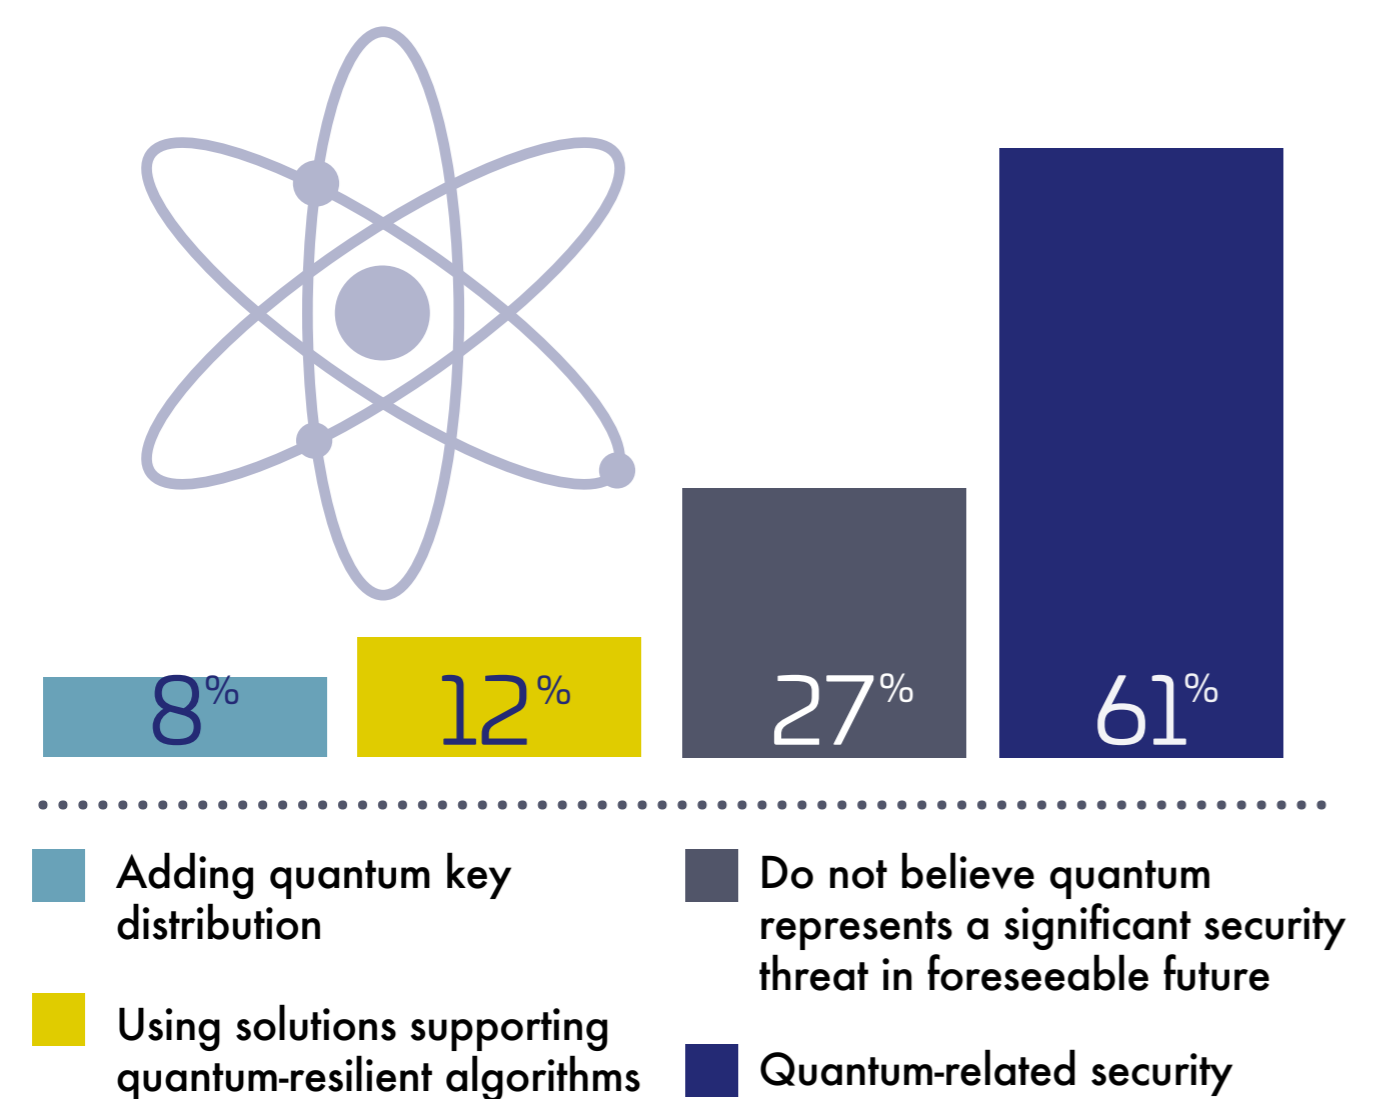 8%
12%
27%
61%
Adding quantum key
distribution
Using solutions supporting
quantum-resilient algorithms
Do not believe quantum
represents a significant security
threat in foreseeable future
Quantum-related security